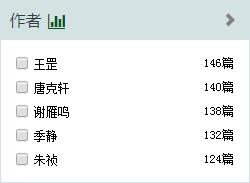 作者
王罡 146篇
唐克轩 140篇
谢雁鸣 138篇
季静 132篇
朱祯 124篇